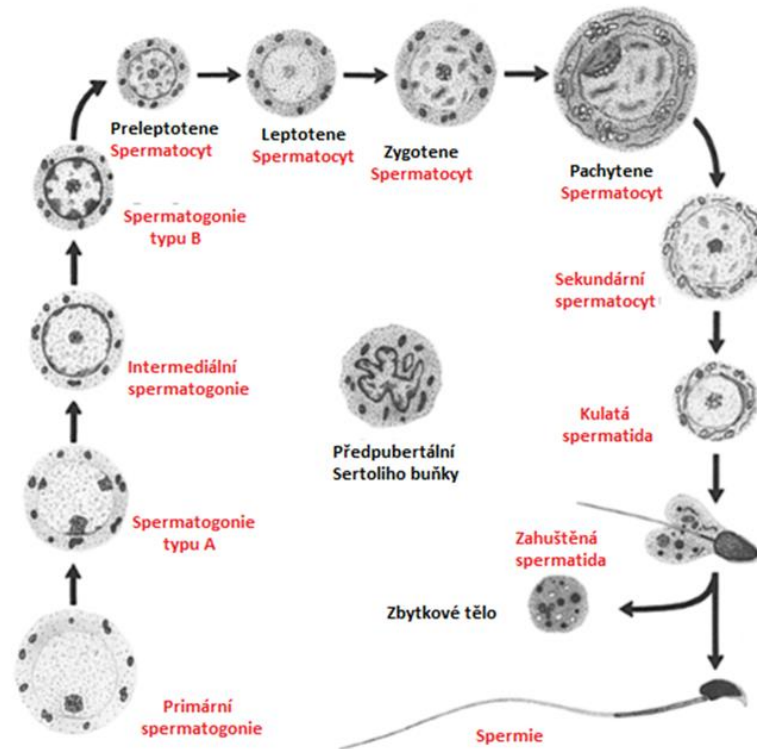 Preleptotene
Spermatocyt
Leptotene
Spermatocyt
Zygotene
Spermatocyt
Pachytene
Spermatocyt
Spermatogonie
typu B
Sekundární
spermatocyt
Intermediální
spermatogonie
Kulatá
spermatida
Předpubertální
Sertoliho buňky
Spermatogonie
typu A
Zahuštěná
spermatida
Zbytkové tělo
Primární
spermatogonie
Spermie